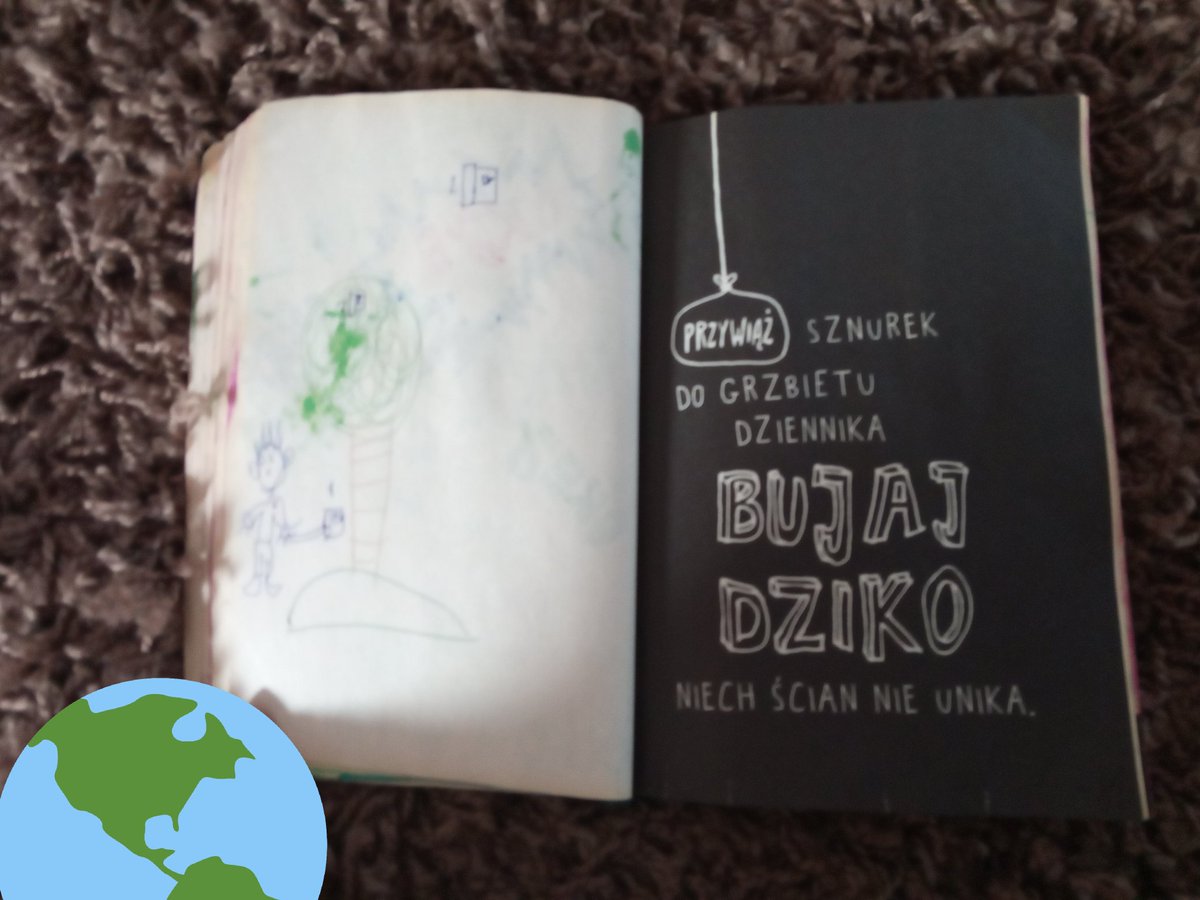 PRZYWIĄŻ SZNUREK
DO GRZBIETU
DZIENNIKA
BUJAJ
DZIKO
NIECH ŚCIAN NIE UNIKA.